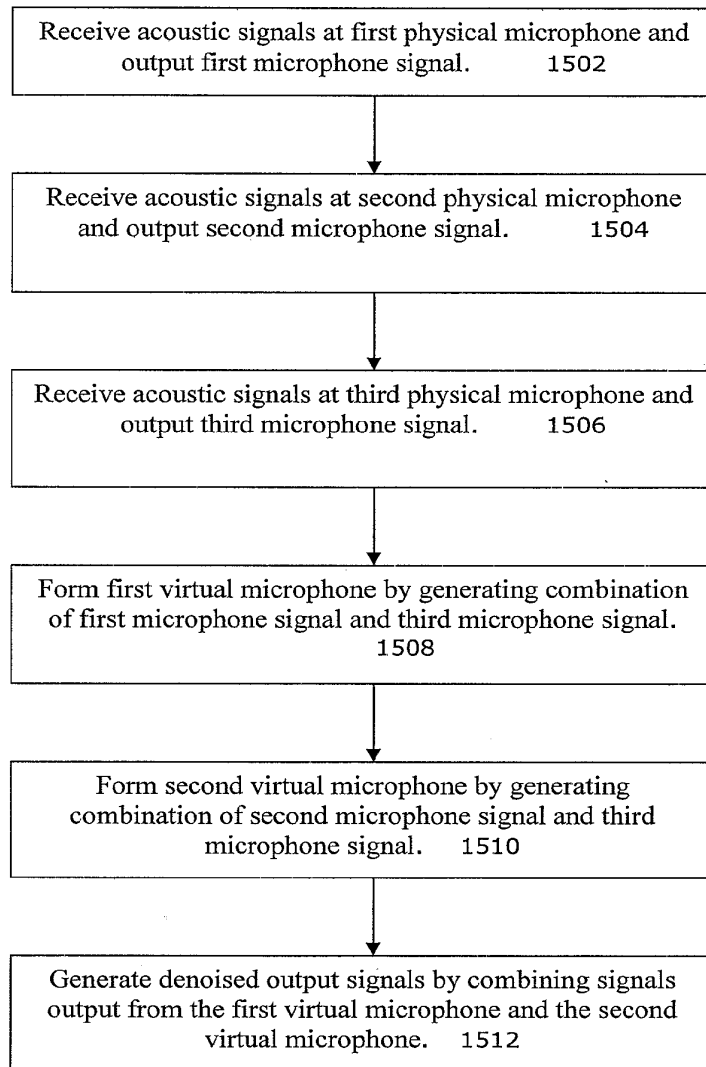 Receive acoustic signals at first physical microphone and
output first microphone signal. 1502
Receive acoustic signals at second physical microphone
and output second microphone signal. 1504
Receive acoustic signals at third physical microphone and
output third microphone signal. 1506
Form first virtual microphone by generating combination
of first microphone signal and third microphone signal.
1508
Form second virtual microphone by generating
combination of second microphone signal and third
microphone signal. 1510
Generate denoised output signals by combining signals
output from the first virtual microphone and the second
virtual microphone. 1512